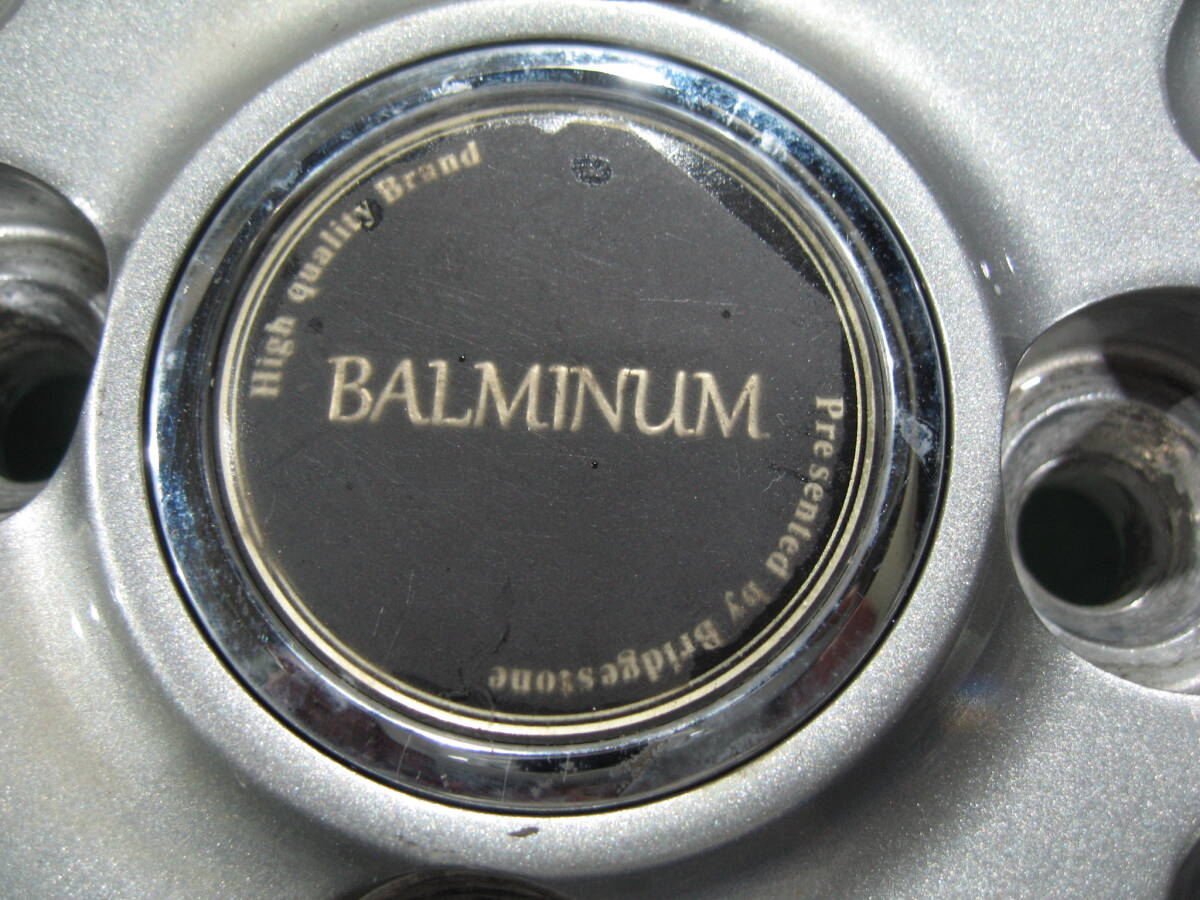 High quality Brand
BALMINUM
Presented by Bridgestone